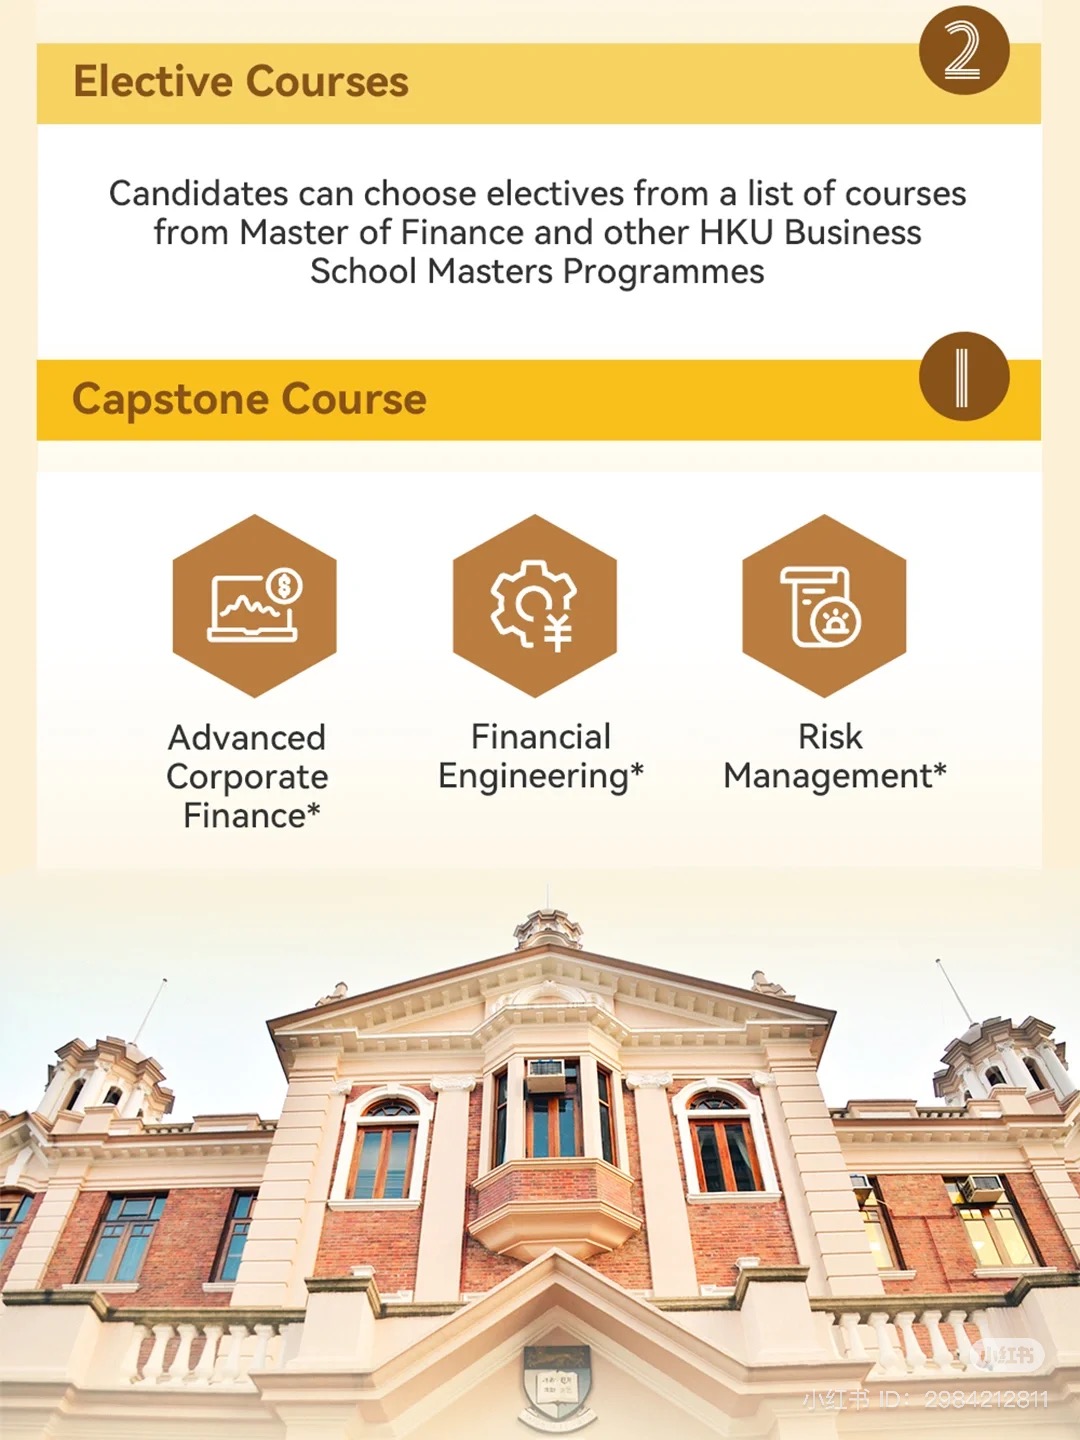 2
Elective Courses
Candidates can choose electives from a list of courses
from Master of Finance and other HKU Business
School Masters Programmes
1
Capstone Course
Advanced
Corporate
Finance*
Financial
Engineering*
Risk
Management*
小红书
小红书 ID: 2984212811